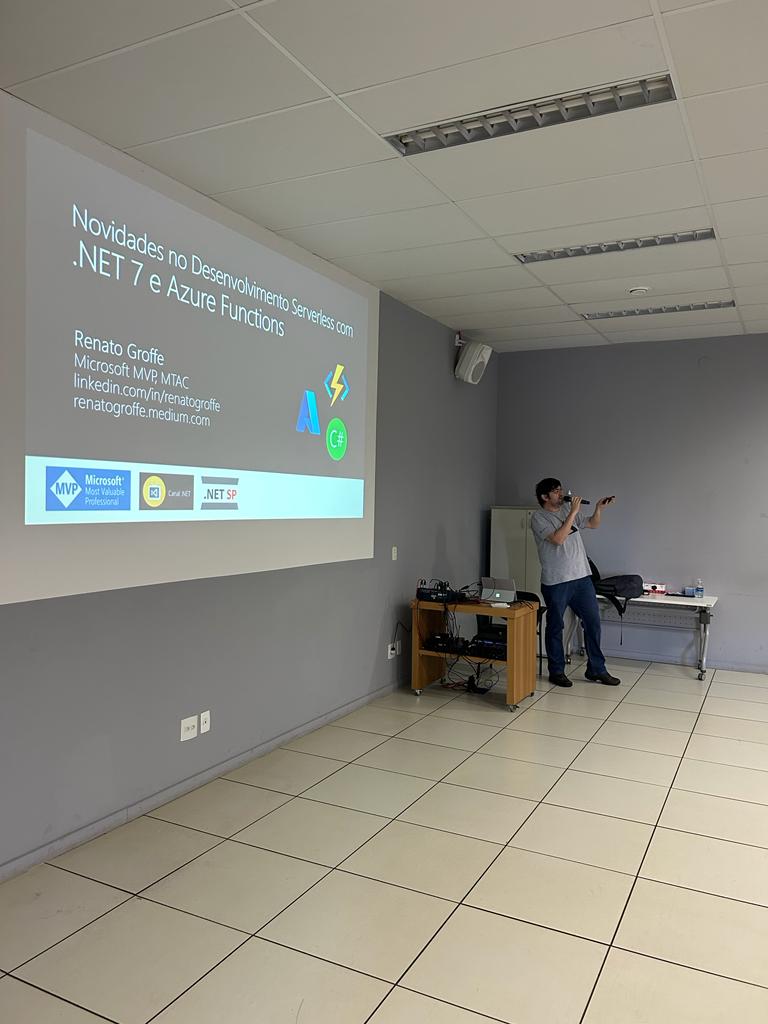 Novidades no Desenvolvimento Serverless com
.NET 7 e Azure Functions
Renato Groffe
Microsoft MVP, MTAC
linkedin.com/in/renatogroffe
renatogroffe.medium.com
C#
MVP
Microsoft®
Most Valuable
Professional
Canal .NET
.NET SP